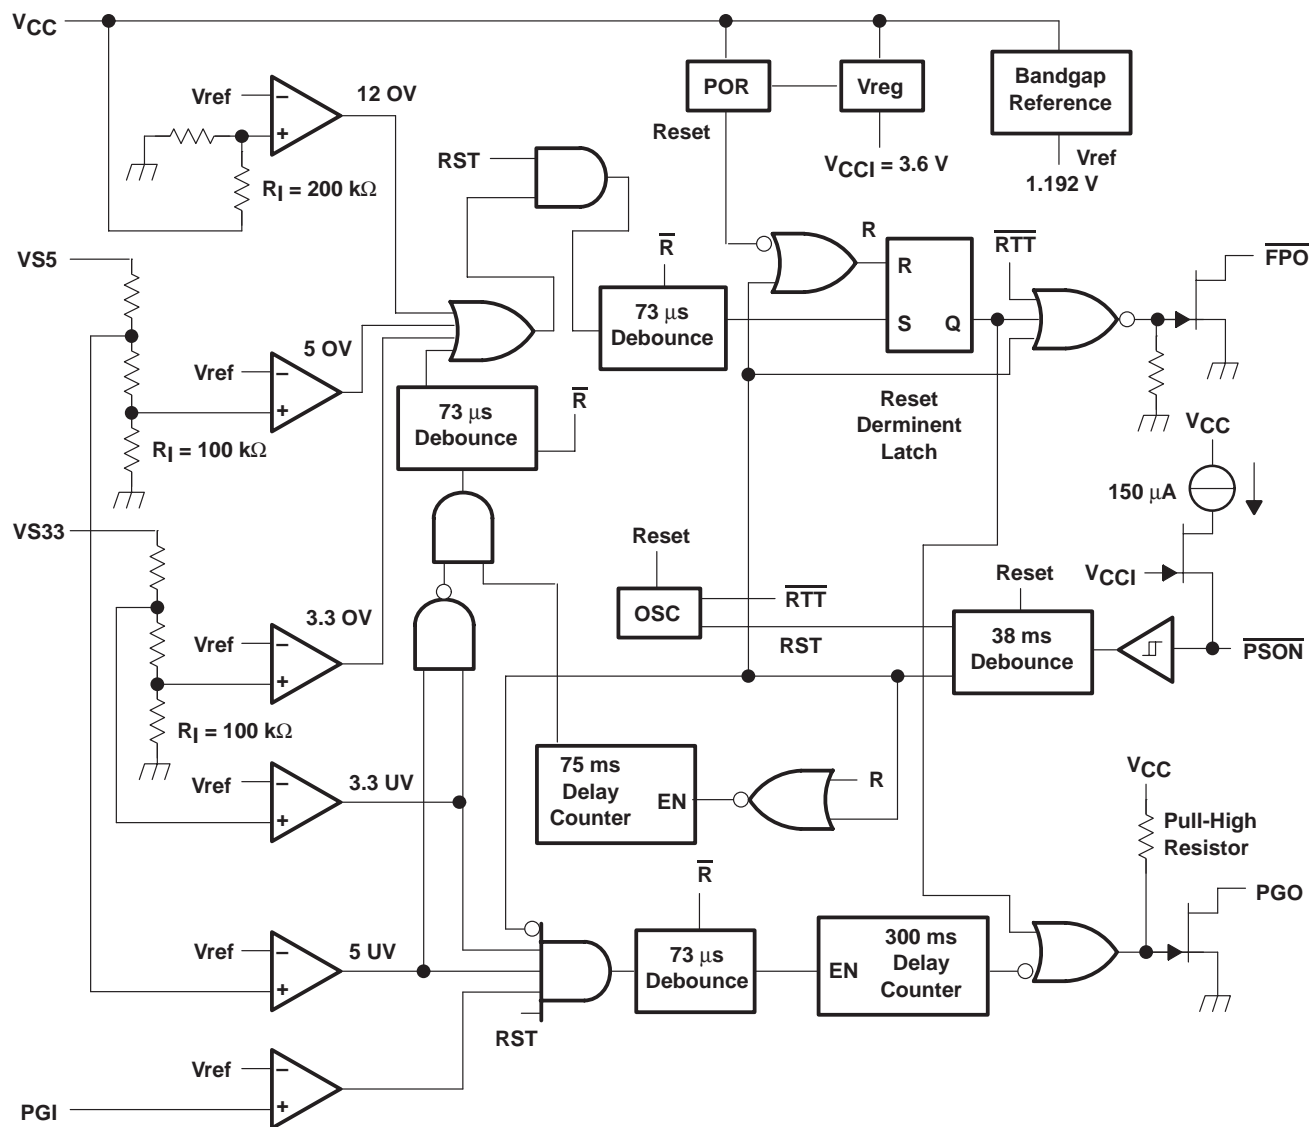 VCC
Vref
−
+
12 OV
POR
Vreg
Bandgap
Reference
Reset
VCCI = 3.6 V
Vref
1.192 V
RST
RI = 200 kΩ
VS5
R
73 μs
Debounce
R
R
S
Q
RTT
FPO
5 OV
Vref
−
+
RI = 100 kΩ
73 μs
Debounce
R
Reset
Derminent
Latch
VCC
150 μA
VS33
Reset
VCCI
OSC
RTT
RST
Reset
38 ms
Debounce
PSON
3.3 OV
Vref
−
+
RI = 100 kΩ
3.3 UV
Vref
−
+
75 ms
Delay
Counter
EN
R
VCC
Pull-High
Resistor
PGO
R
5 UV
Vref
−
+
73 μs
Debounce
EN
300 ms
Delay
Counter
RST
Vref
−
+
PGI